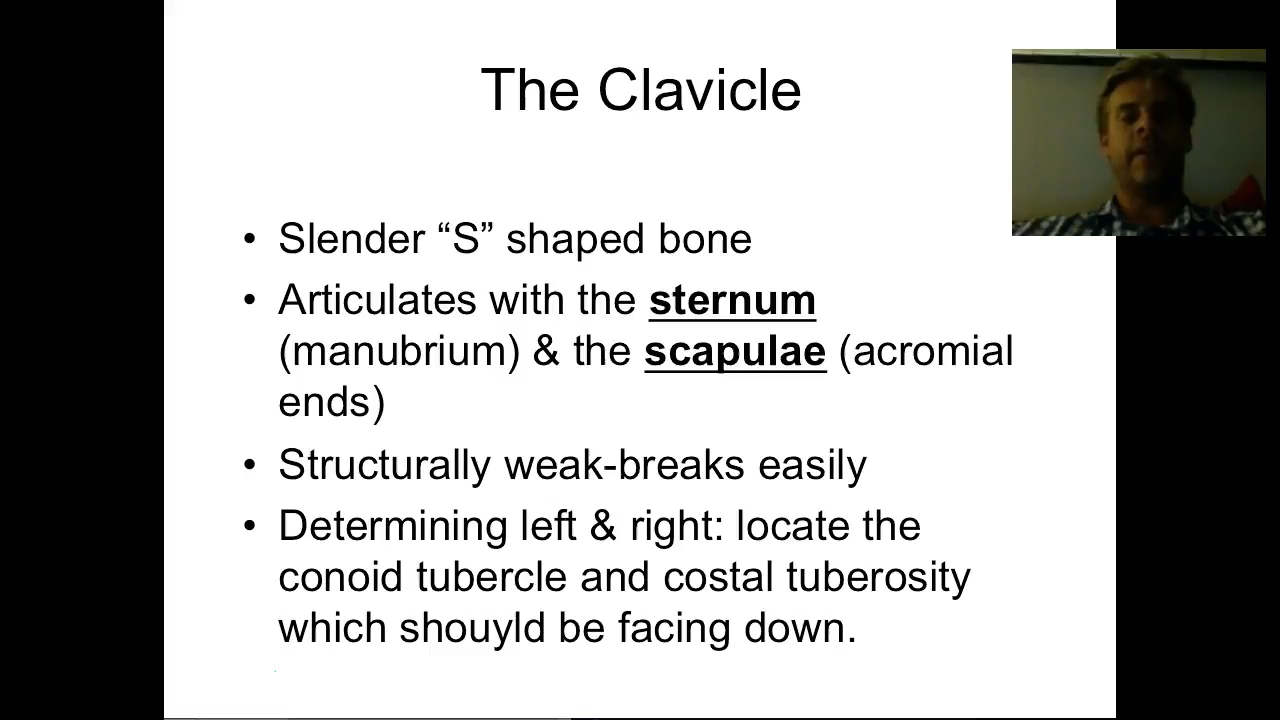 The Clavicle
• Slender “S” shaped bone
• Articulates with the sternum
(manubrium) & the scapulae (acromial
ends)
• Structurally weak-breaks easily
• Determining left & right: locate the
conoid tubercle and costal tuberosity
which shouyld be facing down.